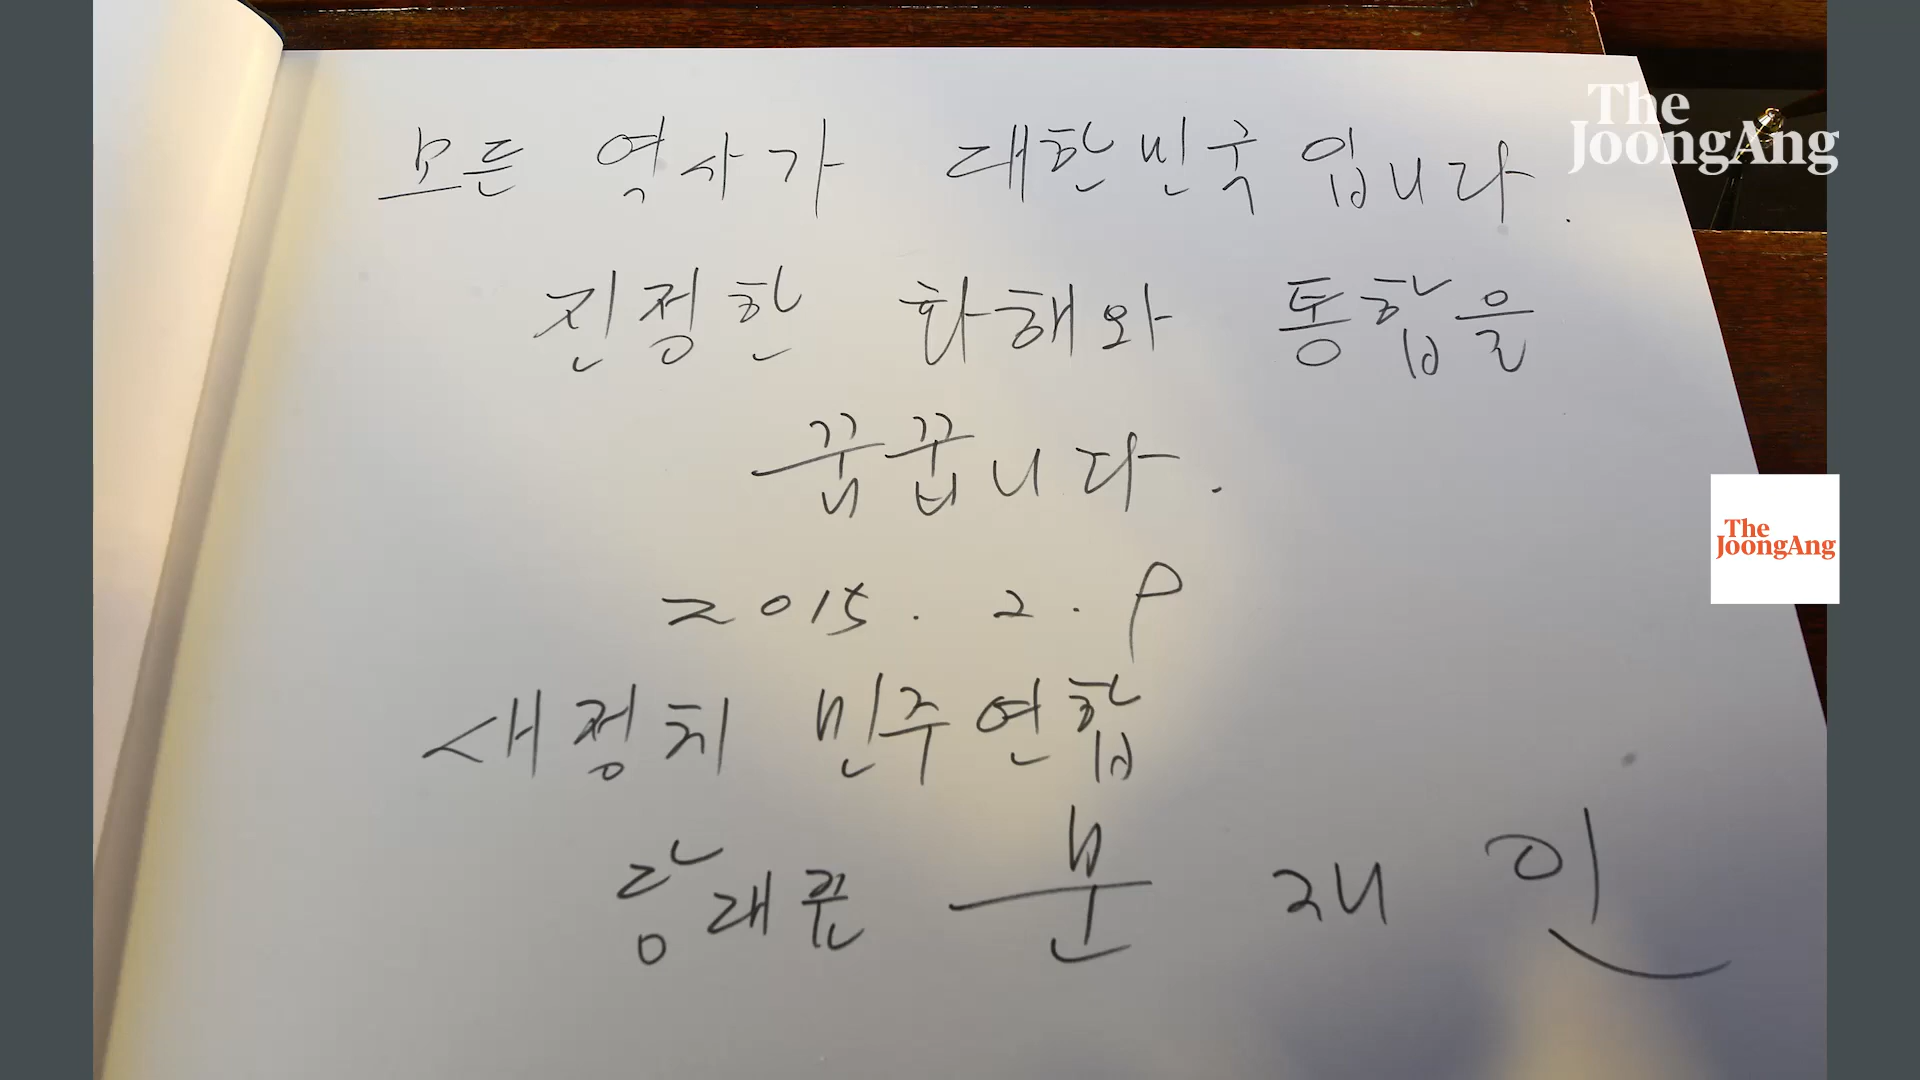 모든 역사가 대한민국입니다.
진정한 화해와 통합을
꿈꿉니다.
2015. 2. 9
새정치민주연합
당대표 문재인
The
JoongAng
The
JoongAng